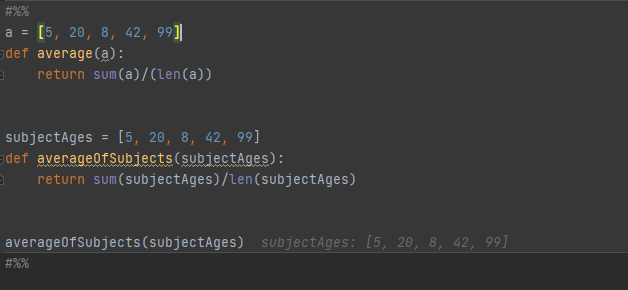 #%%
a = [5, 20, 8, 42, 99]
def average(a):
    return sum(a)/(len(a))
subjectAges = [5, 20, 8, 42, 99]
def averageOfSubjects(subjectAges):
    return sum(subjectAges)/len(subjectAges)
averageOfSubjects(subjectAges)  subjectAges: [5, 20, 8, 42, 99]
#%%